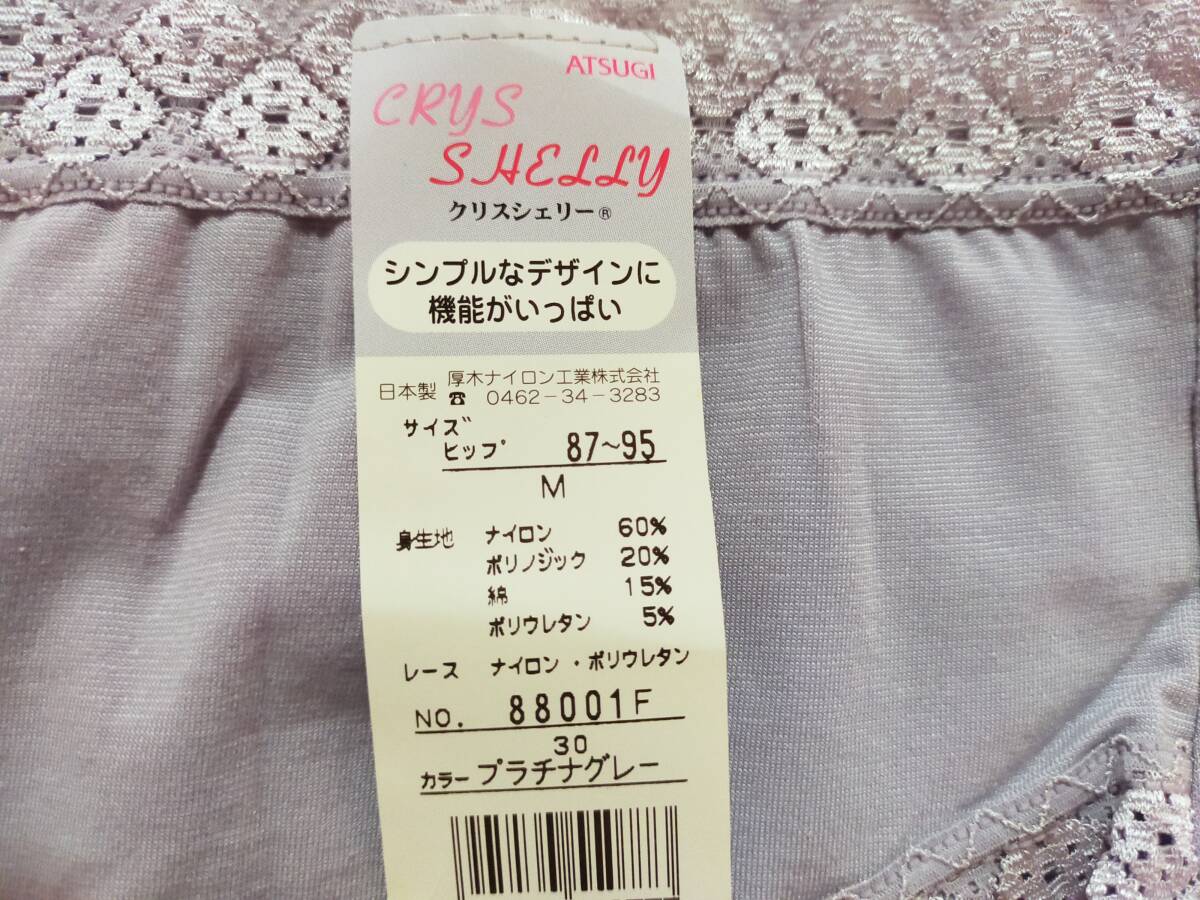 ATSUGI
CRYS
SHELLY
クリスシェリー®
シンプルなデザインに
機能がいっぱい
日本製 厚木ナイロン工業株式会社
☎ 0462-34-3283
サイズ
ヒップ 87~95
M
身生地 ナイロン 60%
ポリノジック 20%
綿 15%
ポリウレタン 5%
レース ナイロン・ポリウレタン
NO. 88001F
30
カラー プラチナグレー